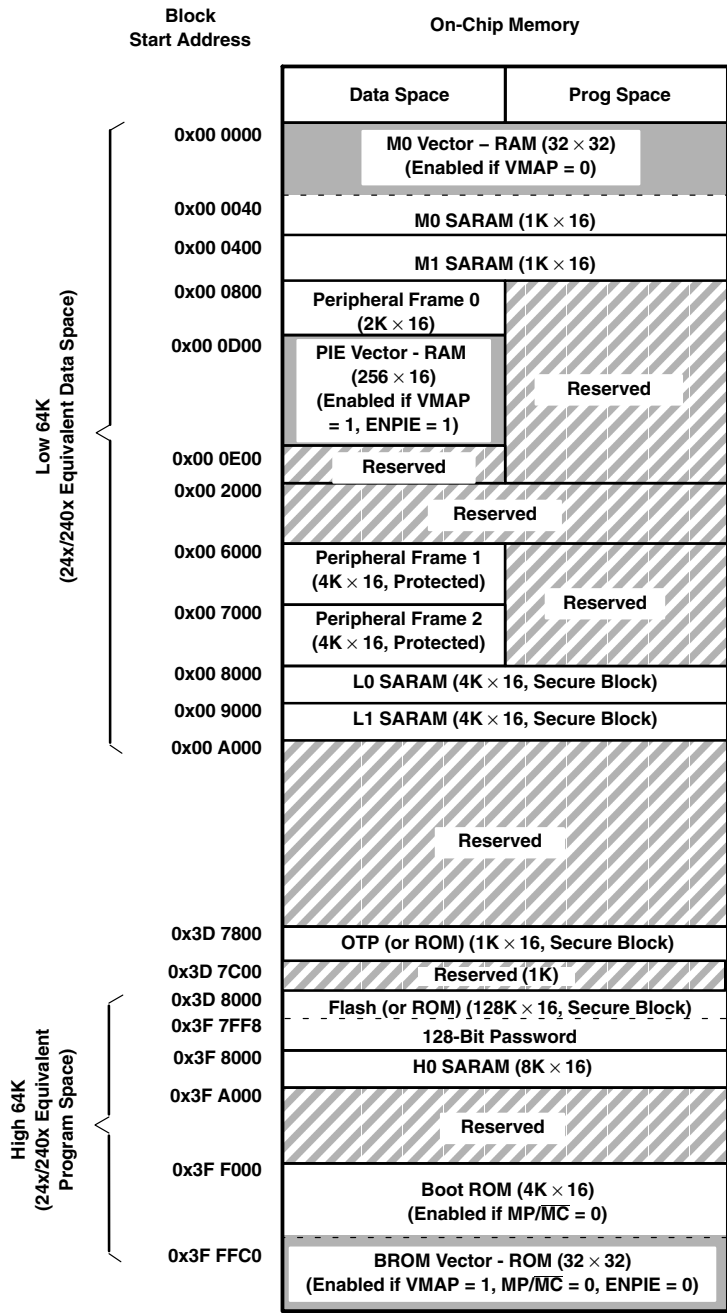 Block
Start Address
On-Chip Memory
Data Space
Prog Space
0x00 0000
M0 Vector – RAM (32 × 32)
(Enabled if VMAP = 0)
0x00 0040
M0 SARAM (1K × 16)
0x00 0400
M1 SARAM (1K × 16)
0x00 0800
Peripheral Frame 0
(2K × 16)
0x00 0D00
PIE Vector - RAM
(256 × 16)
(Enabled if VMAP
= 1, ENPIE = 1)
Reserved
0x00 0E00
Reserved
0x00 2000
Reserved
0x00 6000
Peripheral Frame 1
(4K × 16, Protected)
0x00 7000
Peripheral Frame 2
(4K × 16, Protected)
Reserved
0x00 8000
L0 SARAM (4K × 16, Secure Block)
0x00 9000
L1 SARAM (4K × 16, Secure Block)
0x00 A000
Reserved
Low 64K
(24x/240x Equivalent Data Space)
0x3D 7800
OTP (or ROM) (1K × 16, Secure Block)
0x3D 7C00
Reserved (1K)
0x3D 8000
Flash (or ROM) (128K × 16, Secure Block)
0x3F 7FF8
128-Bit Password
0x3F 8000
H0 SARAM (8K × 16)
0x3F A000
Reserved
0x3F F000
Boot ROM (4K × 16)
(Enabled if MP/M̅C̅ = 0)
0x3F FFC0
BROM Vector - ROM (32 × 32)
(Enabled if VMAP = 1, MP/M̅C̅ = 0, ENPIE = 0)
High 64K
(24x/240x Equivalent
Program Space)